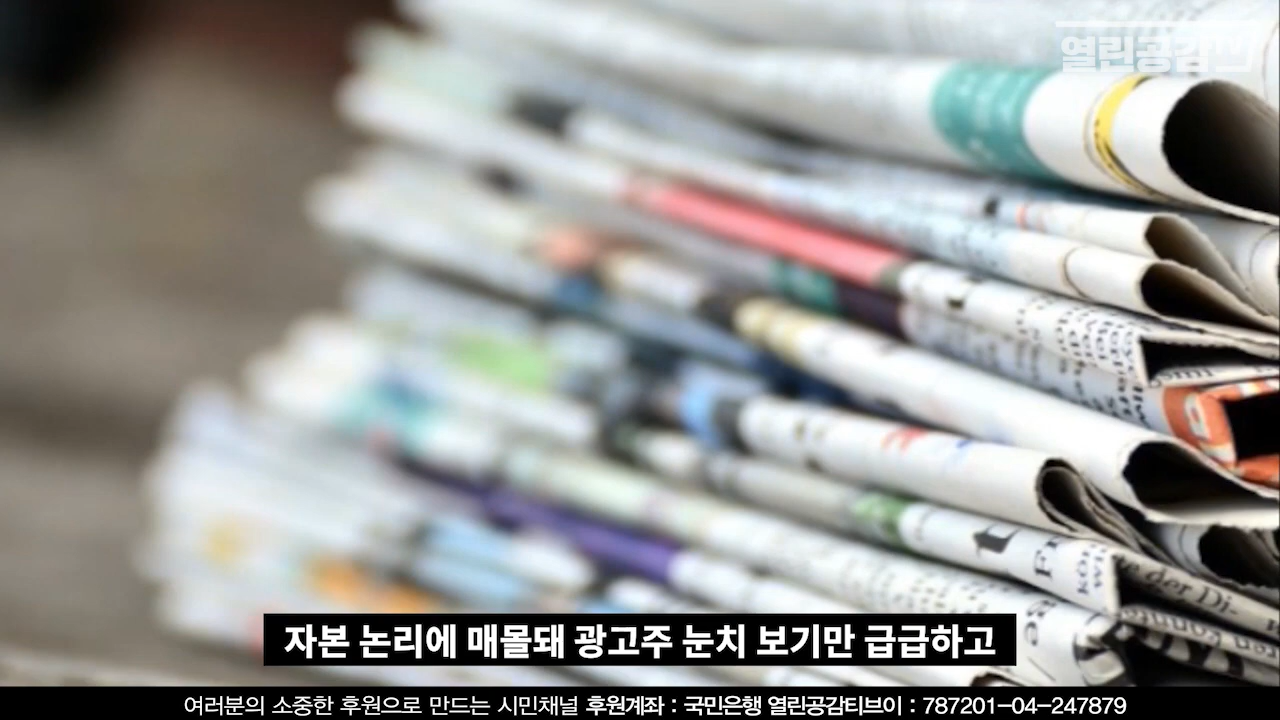 열린공감TV
자본 논리에 매몰돼 광고주 눈치 보기만 급급하고
여러분의 소중한 후원으로 만드는 시민채널 후원계좌 : 국민은행 열린공감티브이 : 787201-04-247879
te der Di-